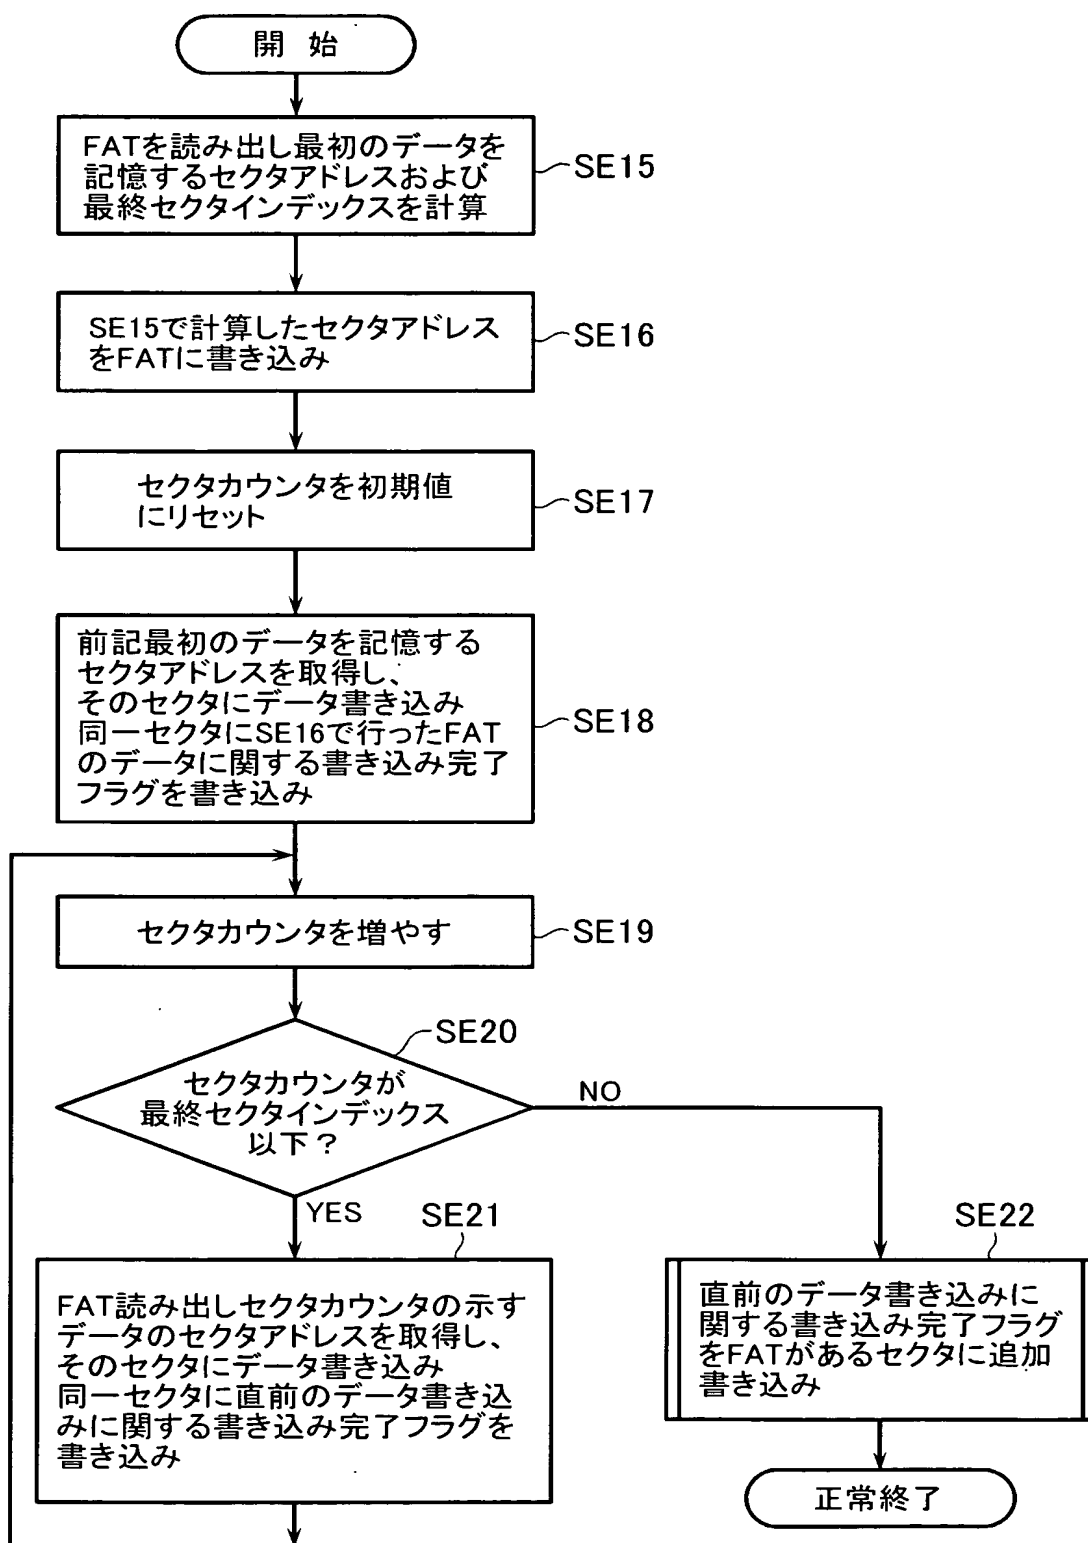 開 始
FATを読み出し最初のデータを
記憶するセクタアドレスおよび
最終セクタインデックスを計算
SE15
SE15で計算したセクタアドレス
をFATに書き込み
SE16
セクタカウンタを初期値
にリセット
SE17
前記最初のデータを記憶する
セクタアドレスを取得し、
そのセクタにデータ書き込み
同一セクタにSE16で行ったFAT
のデータに関する書き込み完了
フラグを書き込み
SE18
セクタカウンタを増やす
SE19
SE20
セクタカウンタが
最終セクタインデックス
以下?
NO
YES
SE21
FAT読み出しセクタカウンタの示す
データのセクタアドレスを取得し、
そのセクタにデータ書き込み
同一セクタに直前のデータ書き込
みに関する書き込み完了フラグを
書き込み
SE22
直前のデータ書き込みに
関する書き込み完了フラグ
をFATがあるセクタに追加
書き込み
正常終了